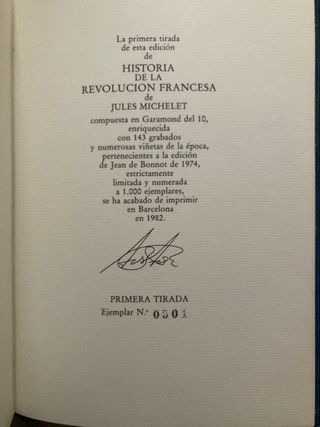 La primera tirada
de esta edición
de
HISTORIA
DE LA
REVOLUCION FRANCESA
de
JULES MICHELET
compuesta en Garamond del 10,
enriquecida
con 143 grabados
y numerosas viñetas de la época,
pertenecientes a la edición
de Jean de Bonnot de 1974,
estrictamente
limitada y numerada
a 1.000 ejemplares,
se ha acabado de imprimir
en Barcelona
en 1982.
PRIMERA TIRADA
Ejemplar N.º 0501